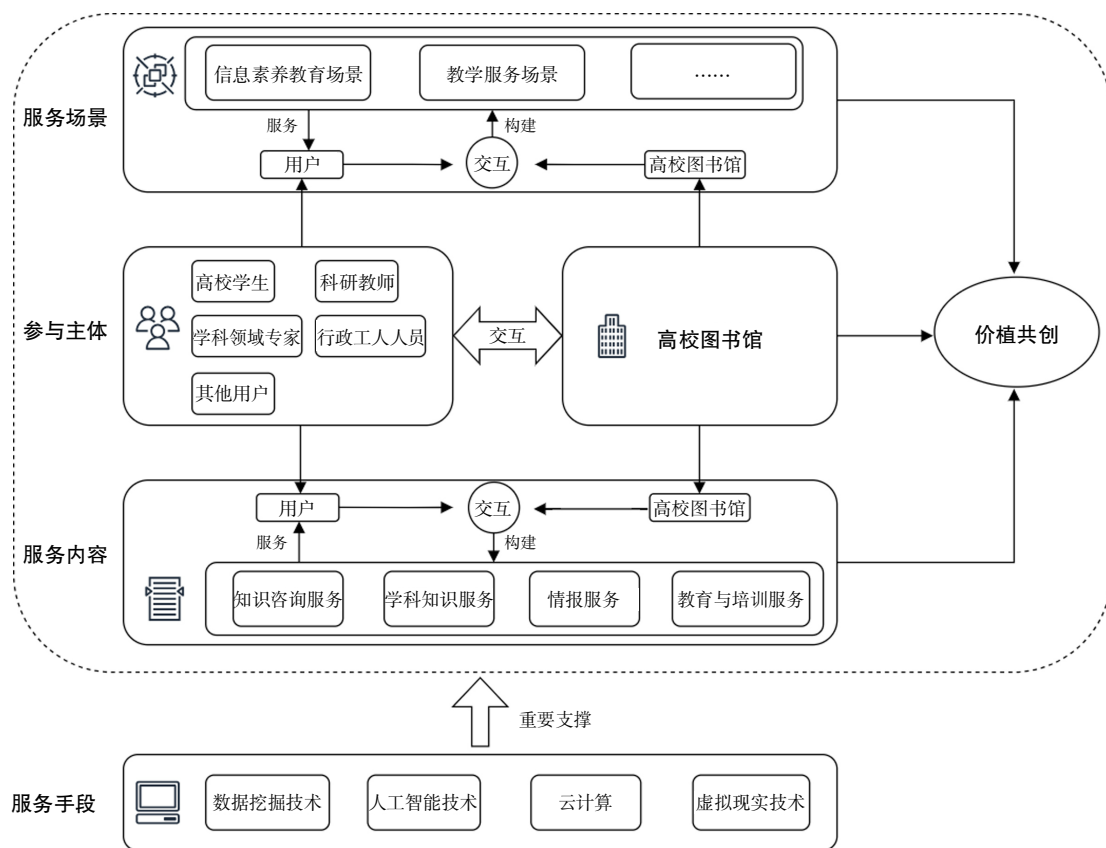 信息素养教育场景
教学服务场景
……
服务场景
服务
构建
用户
交互
高校图书馆
高校学生
科研教师
参与主体
学科领域专家
行政工人人员
交互
高校图书馆
价植共创
其他用户
用户
交互
高校图书馆
服务
构建
服务内容
知识咨询服务
学科知识服务
情报服务
教育与培训服务
重要支撑
服务手段
数据挖掘技术
人工智能技术
云计算
虚拟现实技术